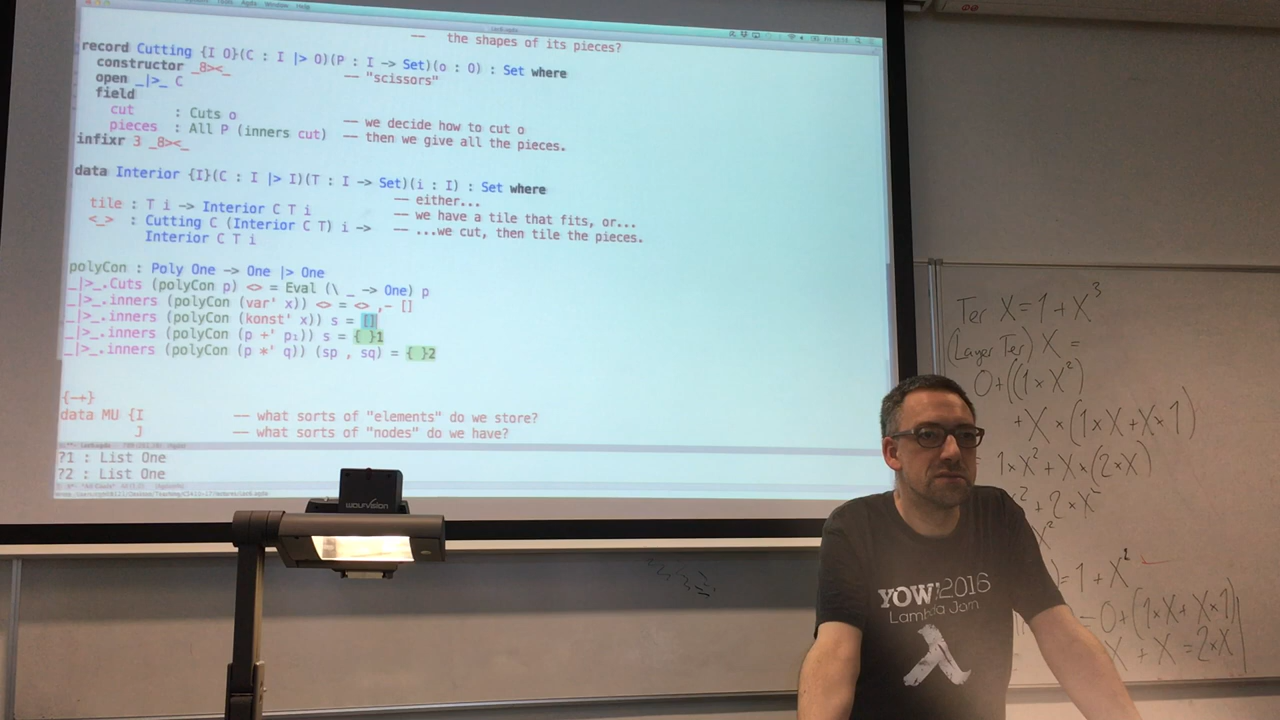 -- the shapes of its pieces?
record Cutting {I O}(C : I |> O)(P : I -> Set)(o : O) : Set where
constructor _8><_ -- "scissors"
open _|>_ C
field
cut : Cuts o -- we decide how to cut o
pieces : All P (inners cut) -- then we give all the pieces.
infixr 3 _8><_
data Interior {I}(C : I |> I)(T : I -> Set)(i : I) : Set where
-- either...
tile : T i -> Interior C T i -- we have a tile that fits, or...
<_> : Cutting C (Interior C T) i -> -- ...we cut, then tile the pieces.
Interior C T i
polyCon : Poly One -> One |> One
_|>_.Cuts (polyCon p) <> = Eval (\ _ -> One) p
_|>_.inners (polyCon (var' x)) <> = <> ,- []
_|>_.inners (polyCon (konst' x)) s = []
_|>_.inners (polyCon (p +' p₁)) s = { }1
_|>_.inners (polyCon (p *' q)) (sp , sq) = { }2
{-+}
data MU {I -- what sorts of "elements" do we store?
J -- what sorts of "nodes" do we have?
?1 : List One
?2 : List One
wolfvision
YOW! 2016
Lambda Jam
λ
Ter X = 1 + X³
(Layer Ter) X =
0 + ((1 × X²)
+ X × (1 × X + X × 1)
= 1 × X² + X × (2 × X)
X² + 2 × X²
X²
= 1 + X²
= 0 + (1 × X + X × 1)
X + X = 2 × X